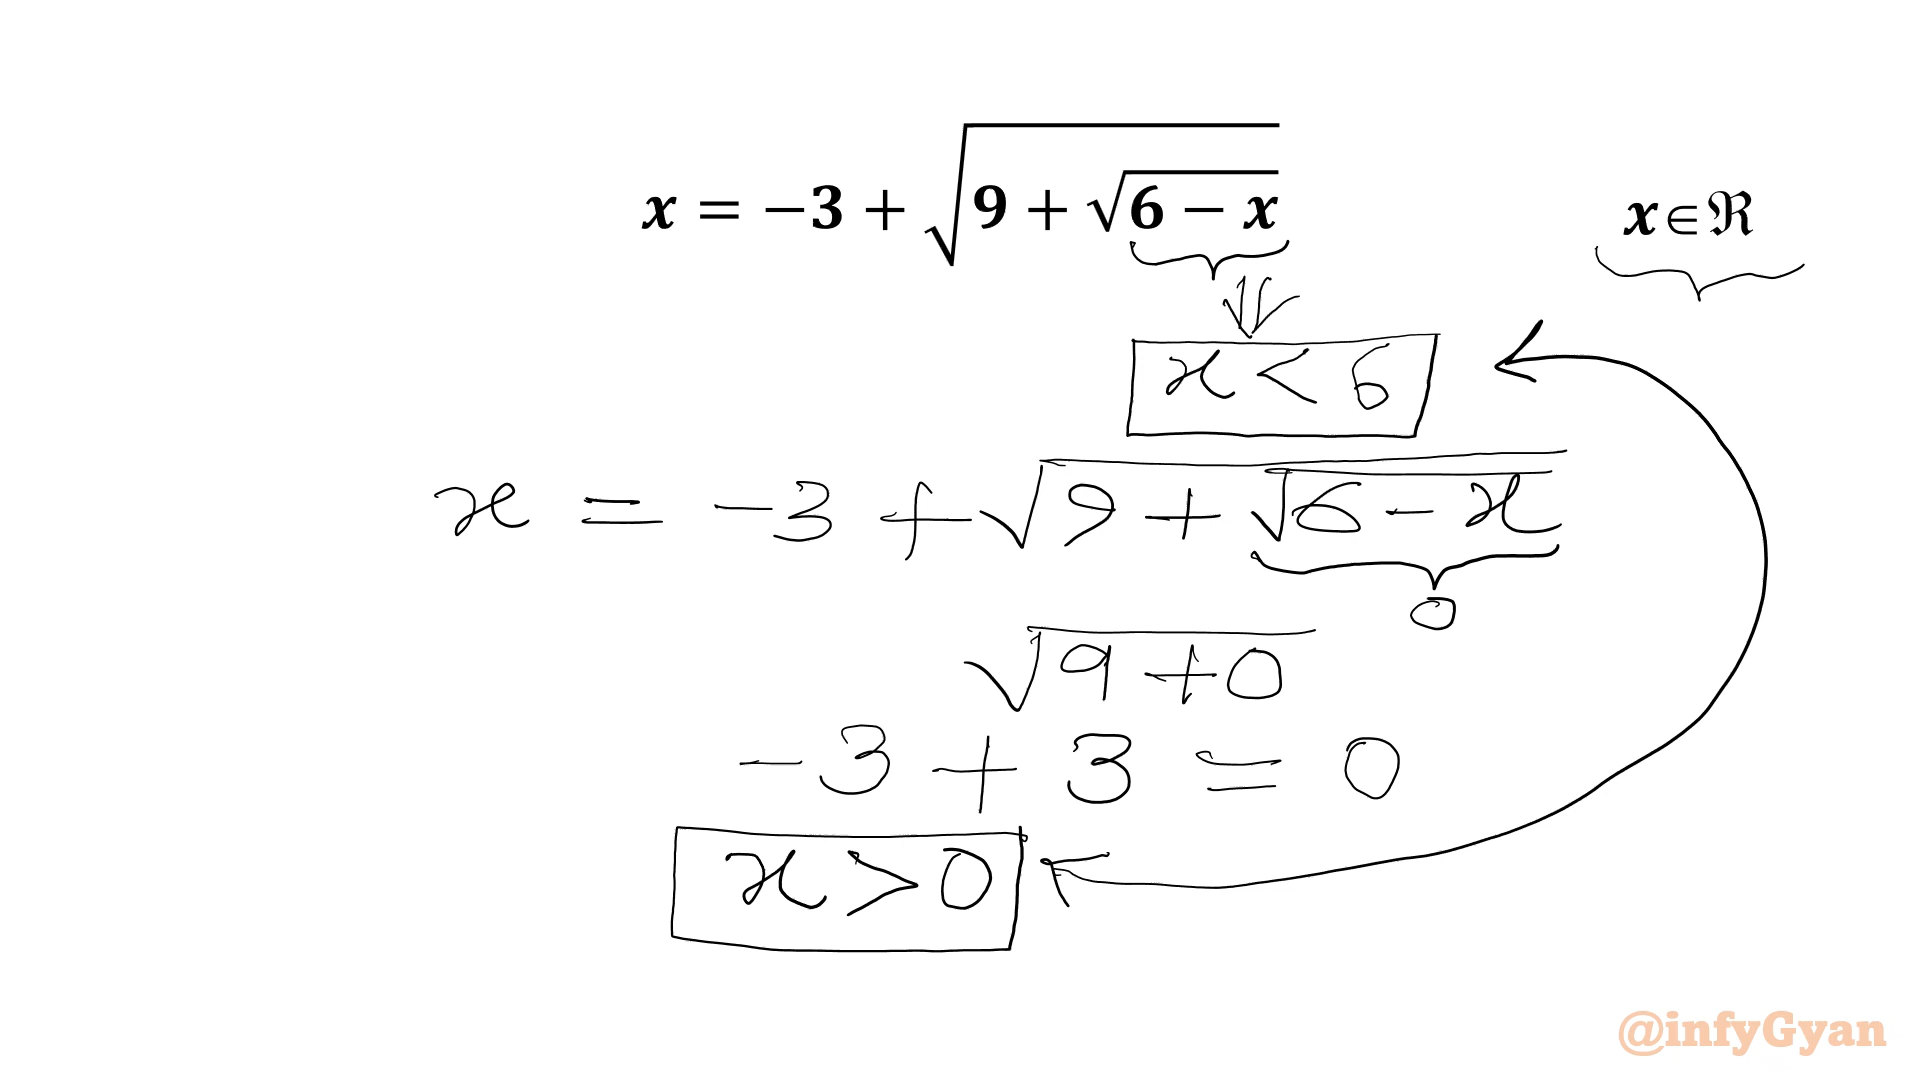 x = −3 + √(9 + √(6 − x)) x∈ℜ
x < 6
x = −3 + √(9 + √(6 − x))
0
√(9 + 0)
−3 + 3 = 0
x > 0
@infyGyan